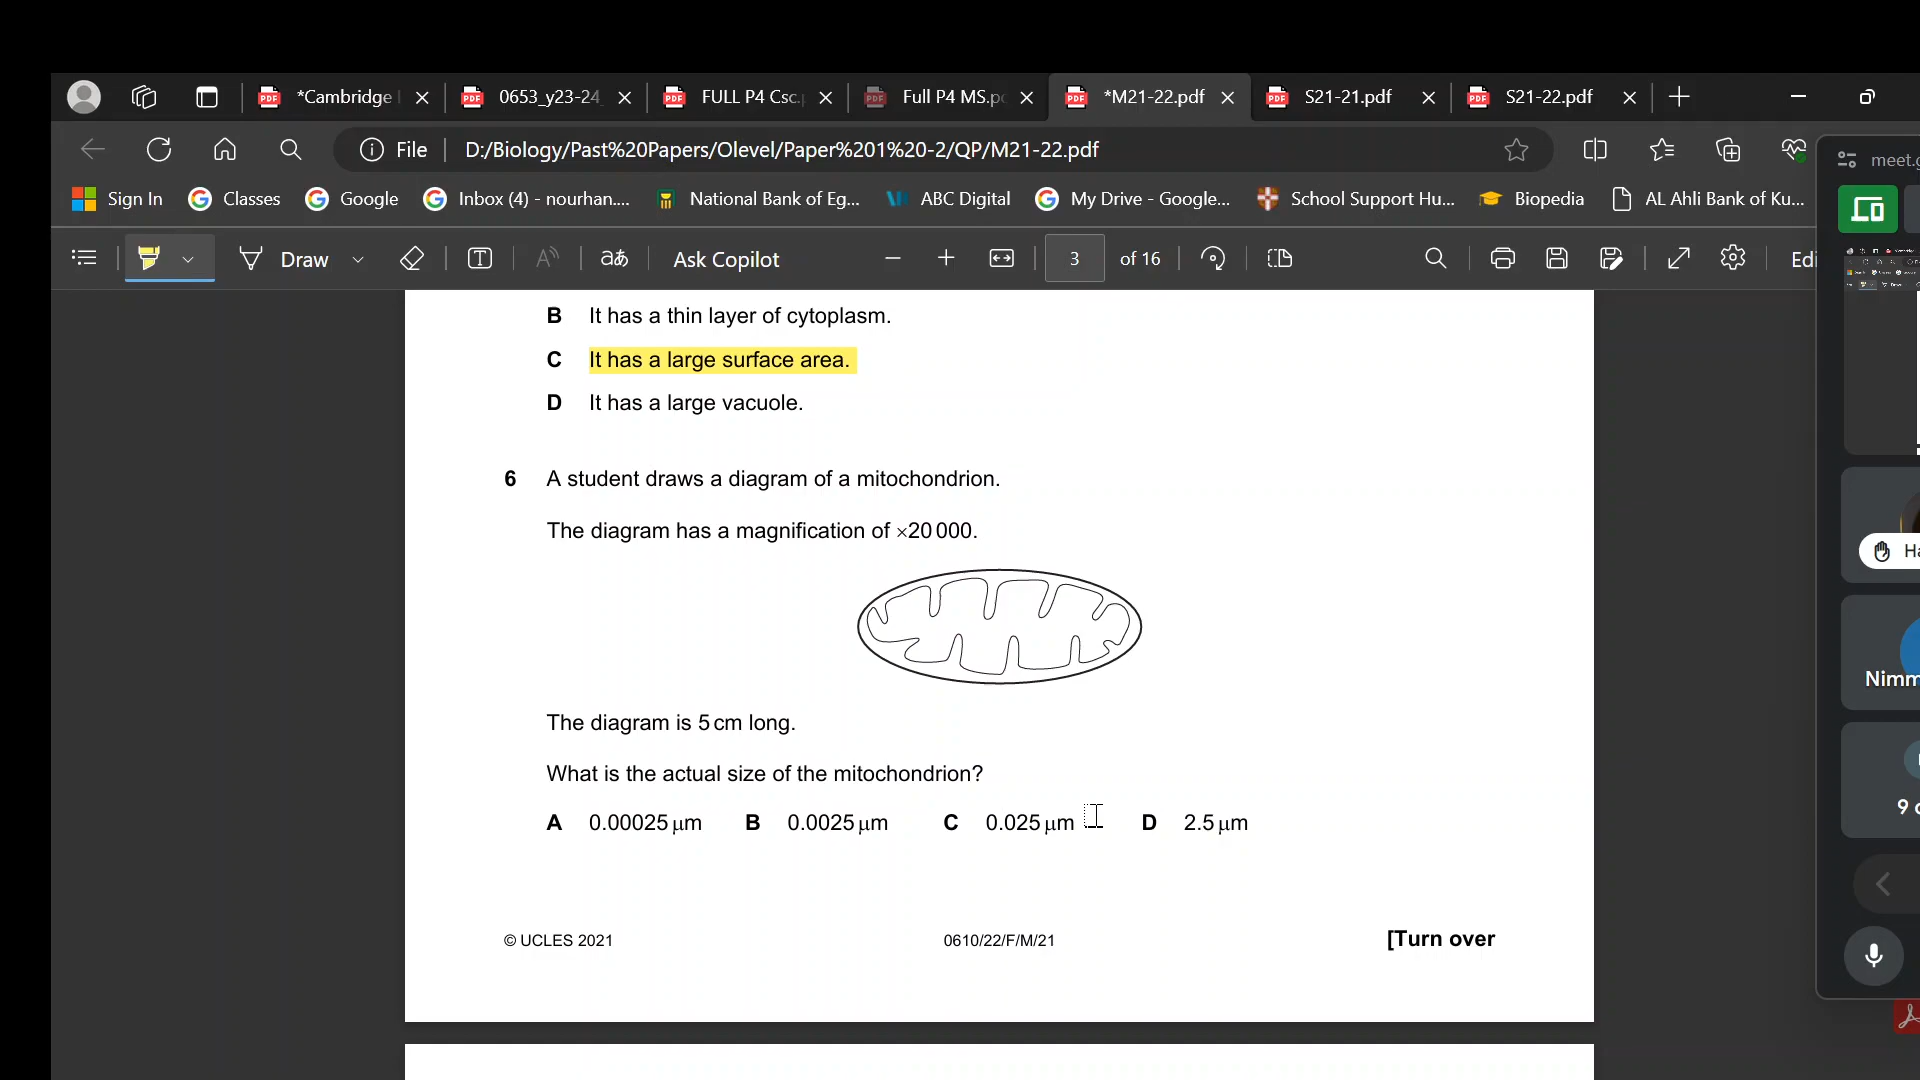 *Cambridge
0653_y23-24
FULL P4 Csc.
Full P4 MS.p
*M21-22.pdf
S21-21.pdf
S21-22.pdf
File
D:/Biology/Past%20Papers/Olevel/Paper%201%20-2/QP/M21-22.pdf
meet.g
Sign In
Classes
Google
Inbox (4) - nourhan....
National Bank of Eg...
ABC Digital
My Drive - Google...
School Support Hu...
Biopedia
AL Ahli Bank of Ku...
Draw
Ask Copilot
3
of 16
Edi
B It has a thin layer of cytoplasm.
C It has a large surface area.
D It has a large vacuole.
6 A student draws a diagram of a mitochondrion.
The diagram has a magnification of ×20 000.
Ha
The diagram is 5 cm long.
Nimm
What is the actual size of the mitochondrion?
A 0.00025 μm B 0.0025 μm C 0.025 μm D 2.5 μm
9 o
© UCLES 2021
0610/22/F/M/21
[Turn over